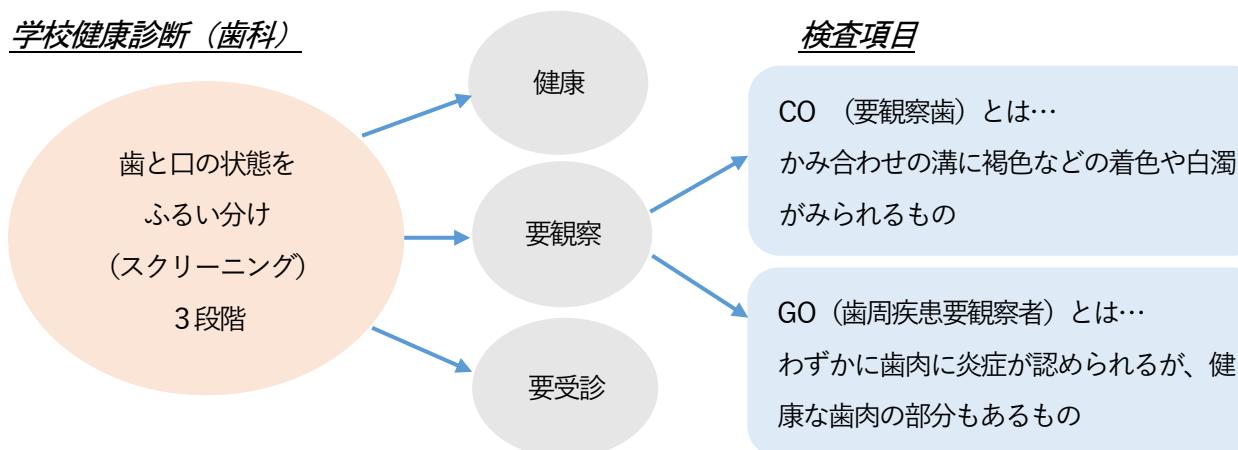 学校健康診断（歯科）
歯と口の状態を
ふるい分け
（スクリーニング）
３段階
健康
要観察
要受診
検査項目
CO　（要観察歯）とは…
かみ合わせの溝に褐色などの着色や白濁
がみられるもの
GO（歯周疾患要観察者）とは…
わずかに歯肉に炎症が認められるが、健
康な歯肉の部分もあるもの